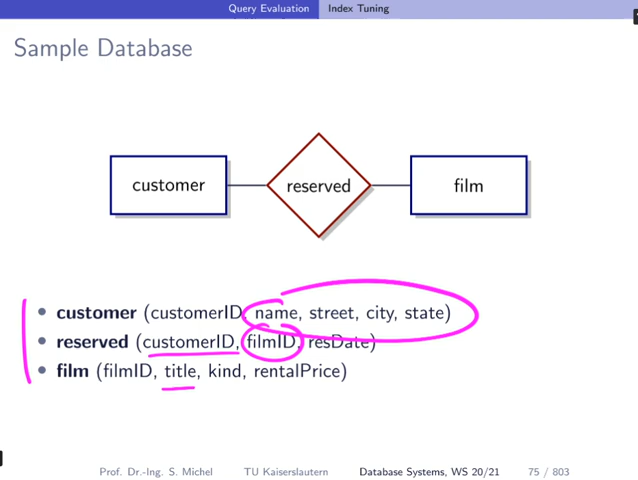 Query Evaluation Index Tuning
Sample Database
customer reserved film
• customer (customerID, name, street, city, state)
• reserved (customerID, filmID, resDate)
• film (filmID, title, kind, rentalPrice)
Prof. Dr.-Ing. S. Michel TU Kaiserslautern Database Systems, WS 20/21 75 / 803